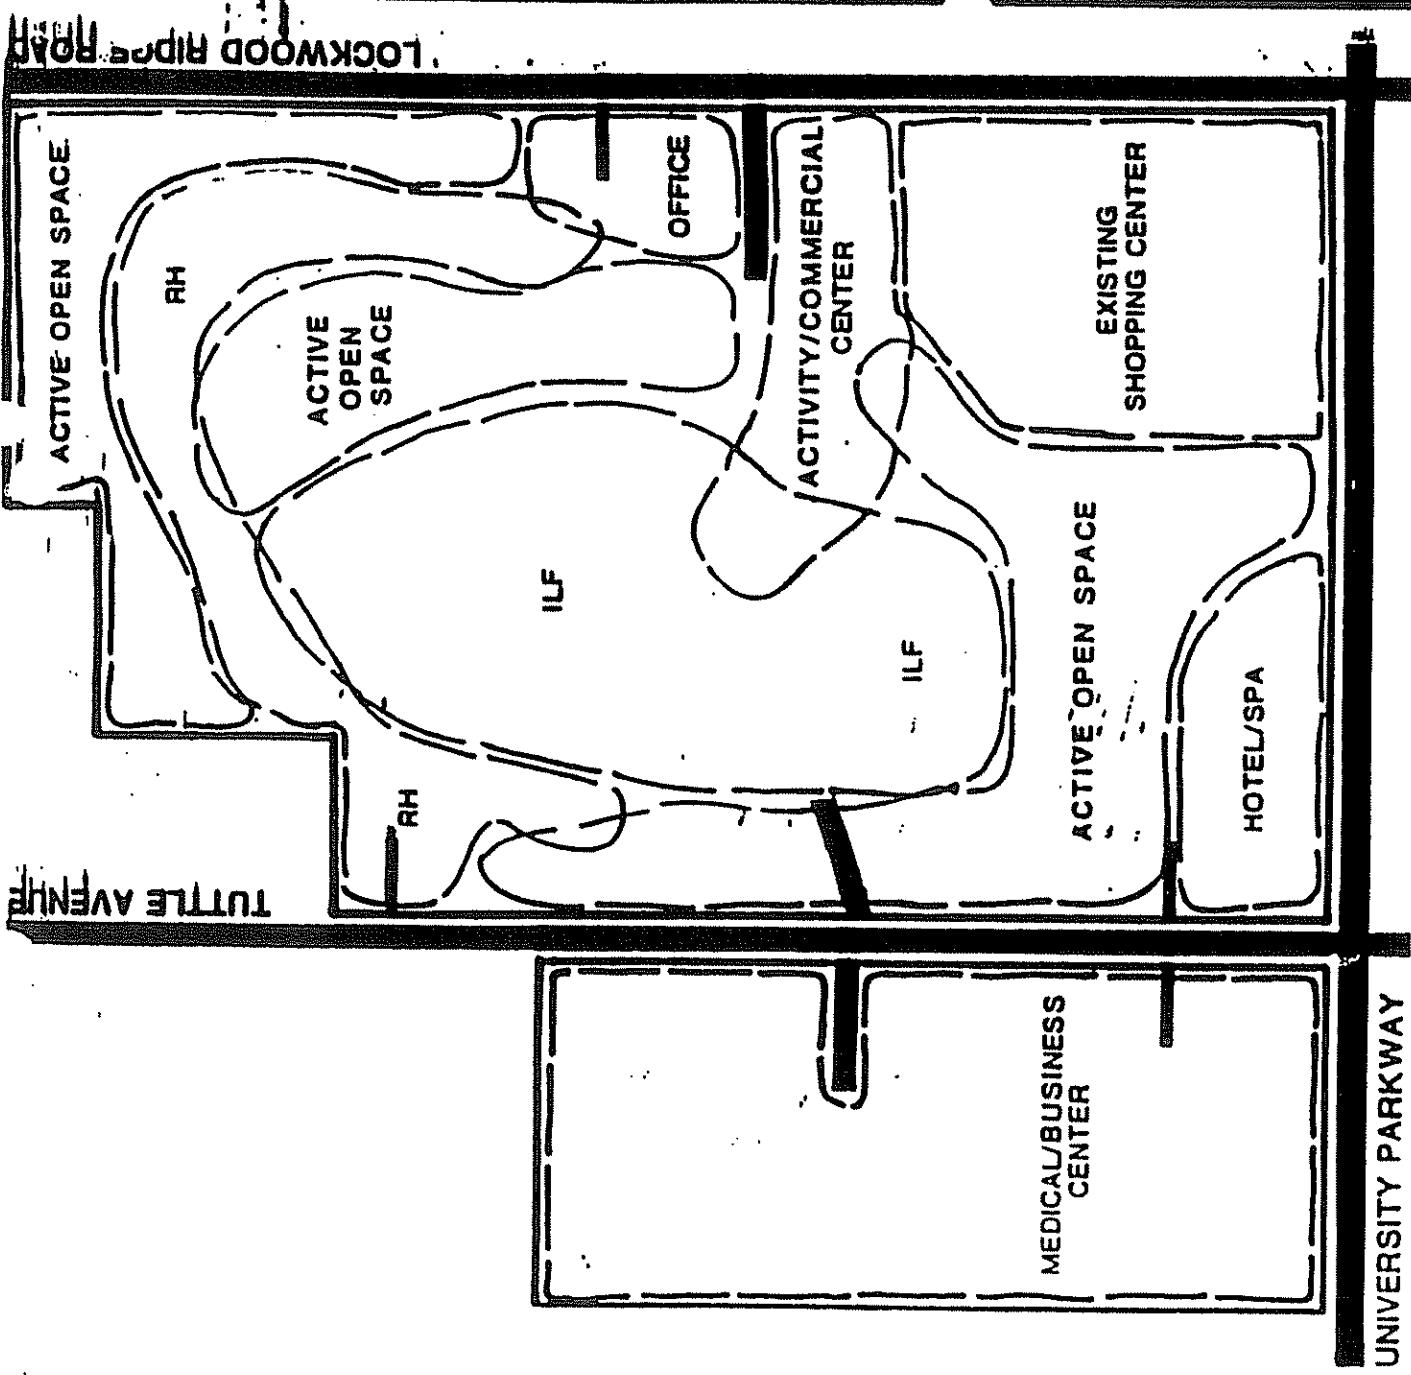 LOCKWOOD RIDGE ROAD
ACTIVE OPEN SPACE
RH
ACTIVE
OPEN
SPACE
OFFICE
ACTIVITY/COMMERCIAL
CENTER
EXISTING
SHOPPING CENTER
ILF
ILF
ACTIVE OPEN SPACE
HOTEL/SPA
RH
TUTTLE AVENUE
MEDICAL/BUSINESS
CENTER
UNIVERSITY PARKWAY